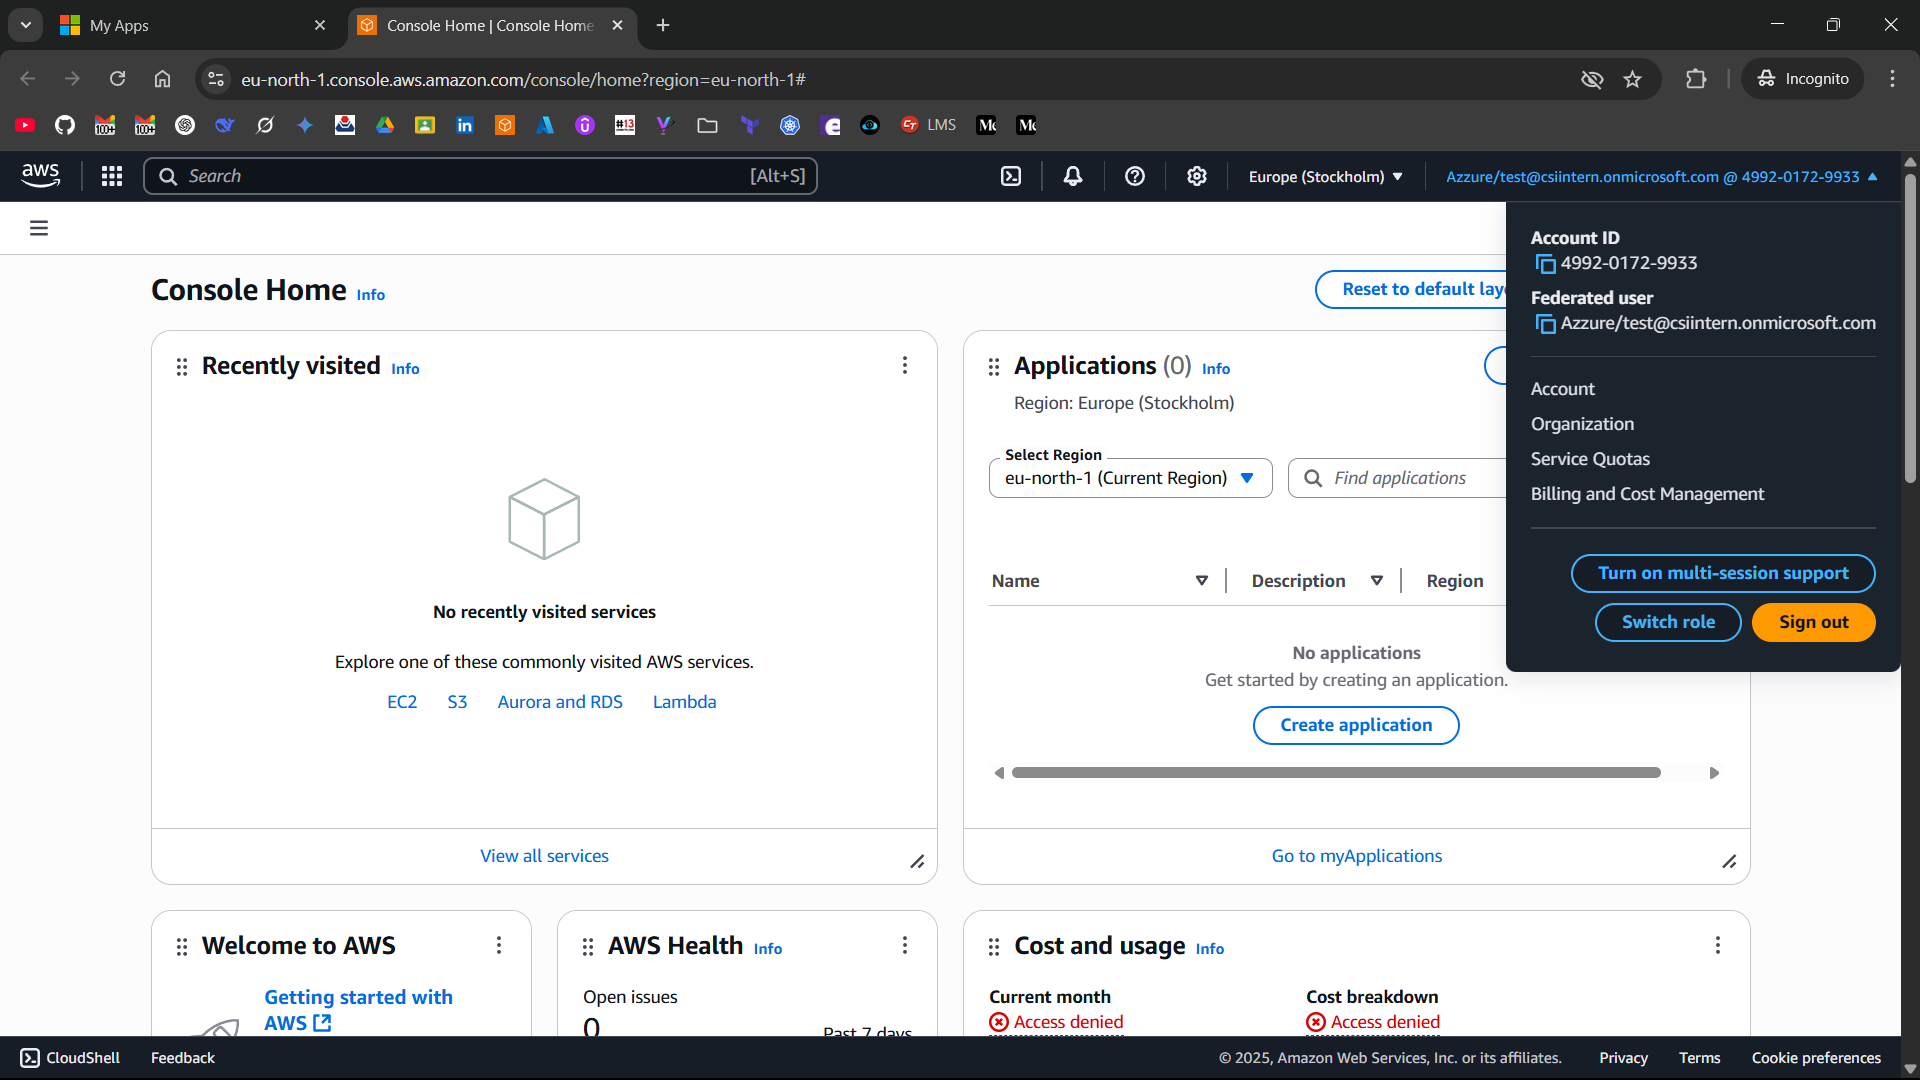 My Apps
Console Home | Console Home
eu-north-1.console.aws.amazon.com/console/home?region=eu-north-1#
Incognito
100+
100+
#13
LMS
aws
Search
[Alt+S]
Europe (Stockholm)
Azzure/test@csiintern.onmicrosoft.com @ 4992-0172-9933
Account ID
4992-0172-9933
Federated user
Azzure/test@csiintern.onmicrosoft.com
Account
Organization
Service Quotas
Billing and Cost Management
Turn on multi-session support
Switch role
Sign out
Console Home
Info
Reset to default lay
Recently visited
Info
No recently visited services
Explore one of these commonly visited AWS services.
EC2
S3
Aurora and RDS
Lambda
View all services
Applications (0)
Info
Region: Europe (Stockholm)
Select Region
eu-north-1 (Current Region)
Find applications
Name
Description
Region
No applications
Get started by creating an application.
Create application
Go to myApplications
Welcome to AWS
Getting started with
AWS
AWS Health
Info
Open issues
0
Past 7 days
Cost and usage
Info
Current month
Access denied
Cost breakdown
Access denied
CloudShell
Feedback
© 2025, Amazon Web Services, Inc. or its affiliates.
Privacy
Terms
Cookie preferences